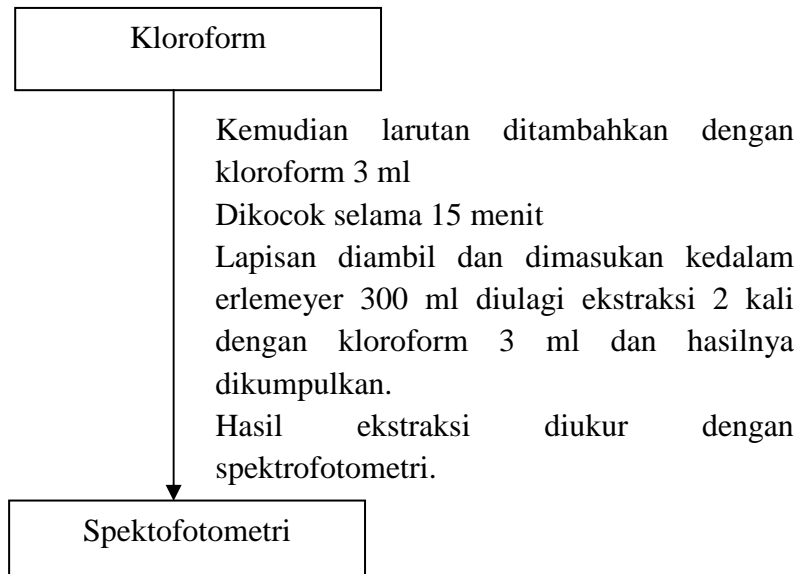 Kloroform
Kemudian larutan ditambahkan dengan
kloroform 3 ml
Dikocok selama 15 menit
Lapisan diambil dan dimasukan kedalam
erlemeyer 300 ml diulagi ekstraksi 2 kali
dengan kloroform 3 ml dan hasilnya
dikumpulkan.
Hasil ekstraksi diukur dengan
spektrofotometri.
Spektofotometri